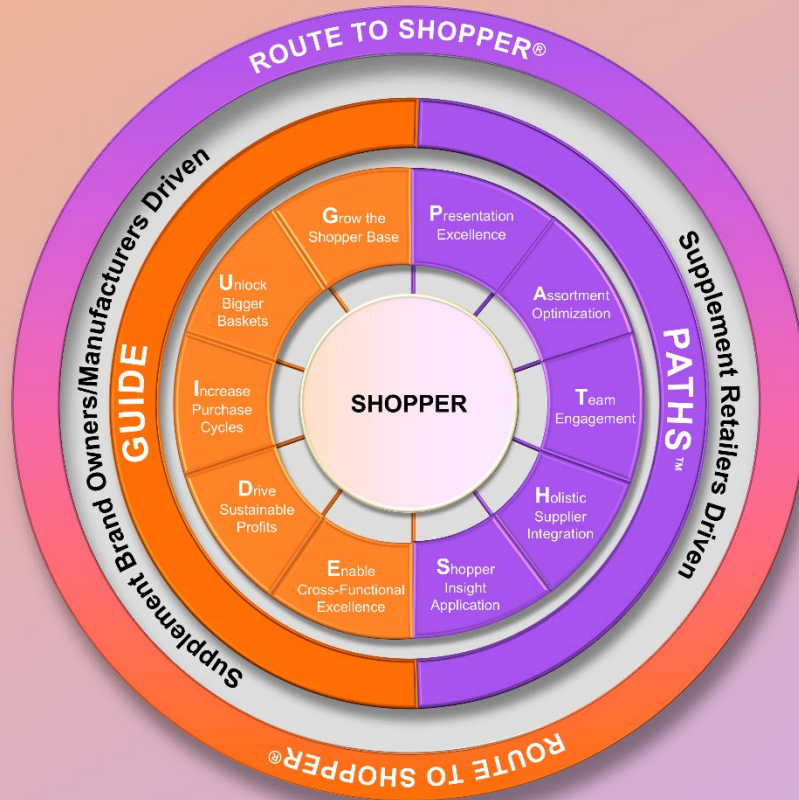 ROUTE TO SHOPPER®
Supplement Brand Owners/Manufacturers Driven
Supplement Retailers Driven
GUIDE
PATHS™
Grow the
Shopper Base
Unlock
Bigger
Baskets
Increase
Purchase
Cycles
Drive
Sustainable
Profits
Enable
Cross-Functional
Excellence
Presentation
Excellence
Assortment
Optimization
Team
Engagement
Holistic
Supplier
Integration
Shopper
Insight
Application
SHOPPER
ROUTE TO SHOPPER®